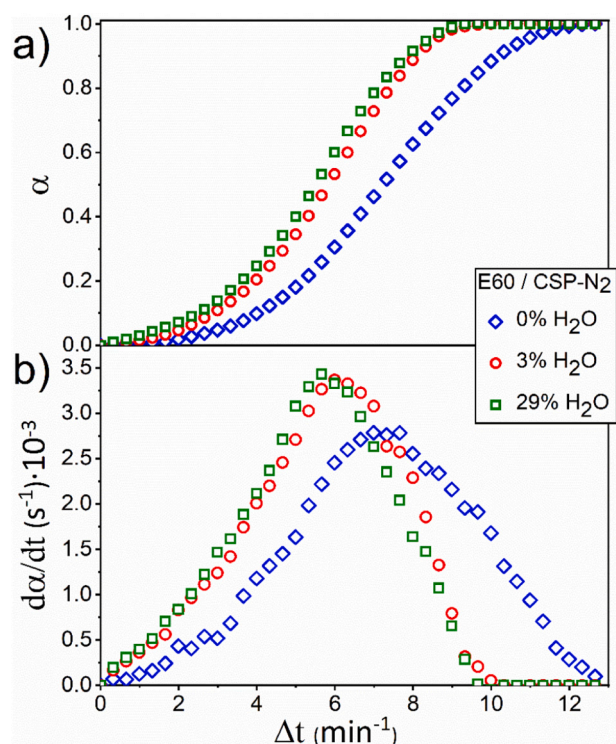 a)
1.0
0.8
0.6
0.4
0.2
0.0
α
E60 / CSP-N2
0% H2O
3% H2O
29% H2O
b)
3.5
3.0
2.5
2.0
1.5
1.0
0.5
0.0
dα/dt (s⁻¹)·10⁻³
0 2 4 6 8 10 12
Δt (min⁻¹)